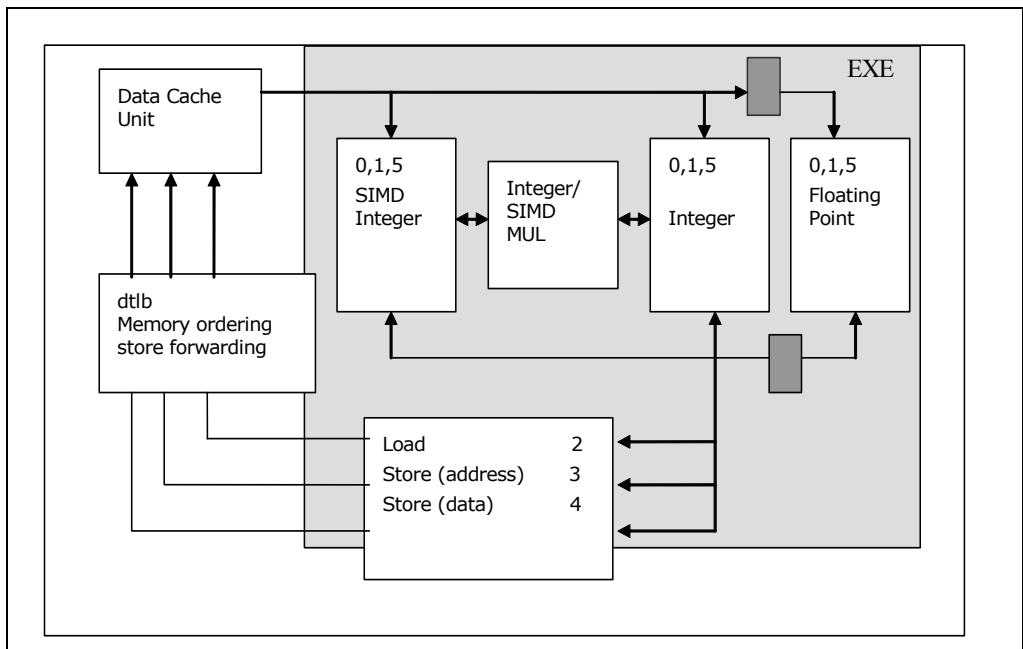 EXE
Data Cache
Unit
0,1,5
SIMD
Integer
Integer/
SIMD
MUL
0,1,5
Integer
0,1,5
Floating
Point
dtlb
Memory ordering
store forwarding
Load 2
Store (address) 3
Store (data) 4